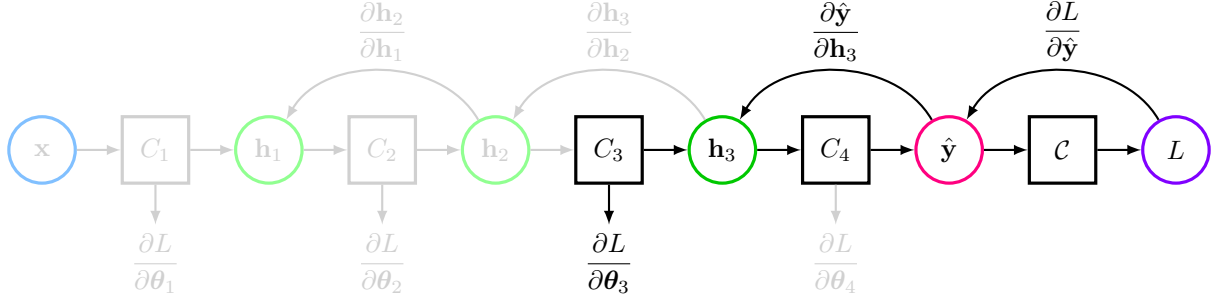 ∂h₂/∂h₁ ∂h₃/∂h₂ ∂ŷ/∂h₃ ∂L/∂ŷ
x C₁ h₁ C₂ h₂ C₃ h₃ C₄ ŷ 𝒞 L
∂L/∂θ₁ ∂L/∂θ₂ ∂L/∂θ₃ ∂L/∂θ₄